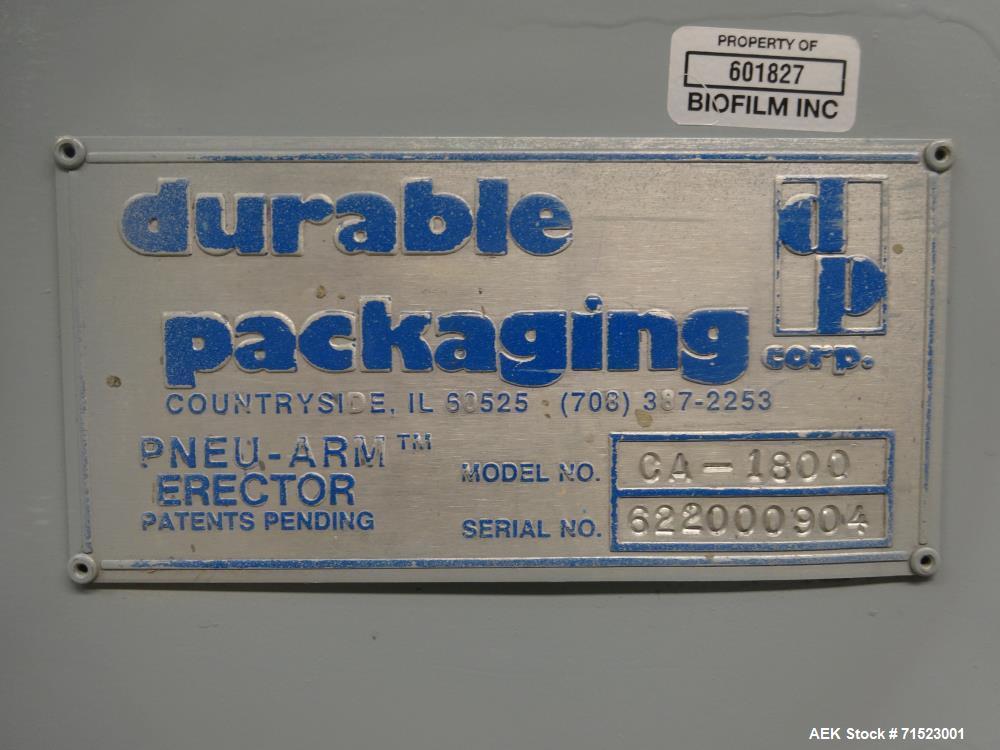 PROPERTY OF
601827
BIOFILM INC
durable
packaging
dp
corp.
COUNTRYSIDE, IL 60525 (708) 387-2253
PNEU-ARM™
ERECTOR
PATENTS PENDING
MODEL NO. CA-1800
SERIAL NO. 622000904
AEK Stock # 71523001